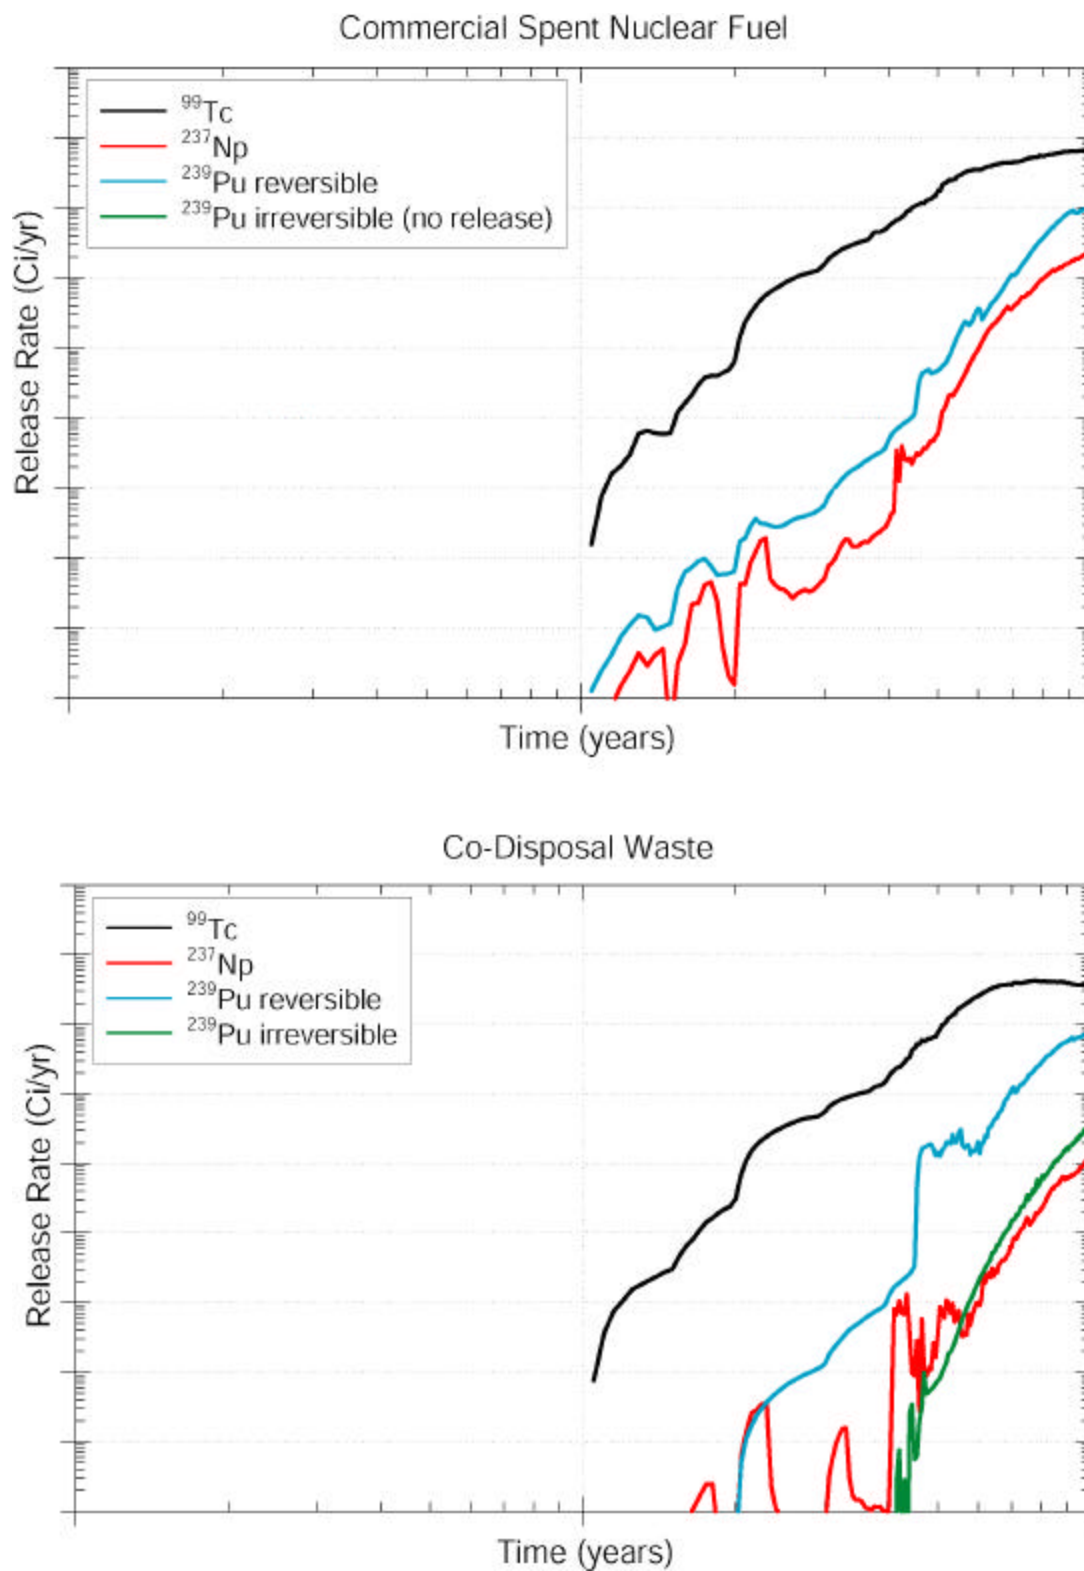 Commercial Spent Nuclear Fuel
⁹⁹Tc
²³⁷Np
²³⁹Pu reversible
²³⁹Pu irreversible (no release)
Release Rate (Ci/yr)
Time (years)
Co-Disposal Waste
⁹⁹Tc
²³⁷Np
²³⁹Pu reversible
²³⁹Pu irreversible
Release Rate (Ci/yr)
Time (years)